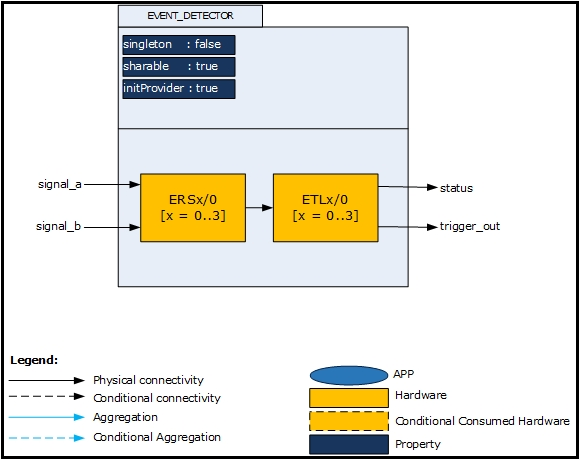 EVENT_DETECTOR
singleton : false
sharable : true
initProvider : true
signal_a
signal_b
ERSx/0
[x = 0..3]
ETLx/0
[x = 0..3]
status
trigger_out
Legend:
Physical connectivity
Conditional connectivity
Aggregation
Conditional Aggregation
APP
Hardware
Conditional Consumed Hardware
Property